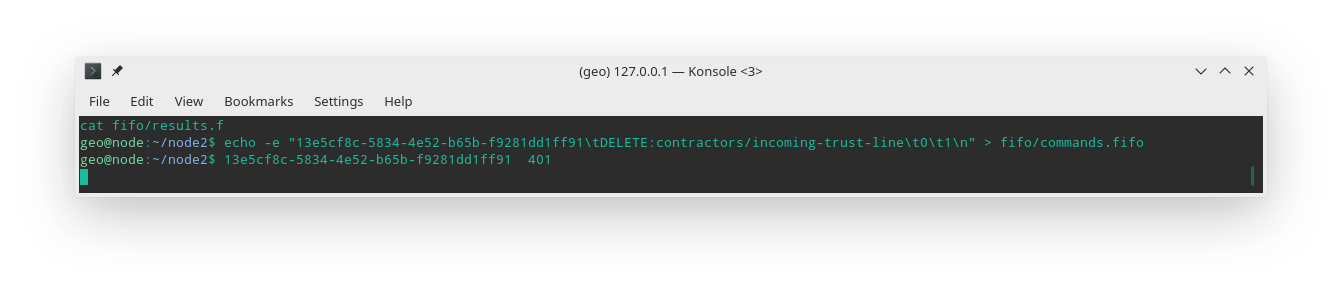 (geo) 127.0.0.1 — Konsole <3>
File Edit View Bookmarks Settings Help
cat fifo/results.f
geo@node:~/node2$ echo -e "13e5cf8c-5834-4e52-b65b-f9281dd1ff91\tDELETE:contractors/incoming-trust-line\t0\t1\n" > fifo/commands.fifo
geo@node:~/node2$ 13e5cf8c-5834-4e52-b65b-f9281dd1ff91  401